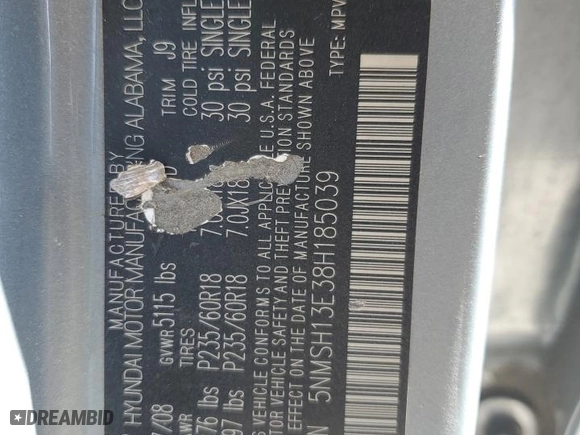 MANUFACTURED BY
HYUNDAI MOTOR MANUFACTURING ALABAMA, LLC
/08 GVWR 5115 lbs TRIM J9
TIRES COLD TIRE INFL
76 lbs P235/60R18 30 psi SINGLE
97 lbs P235/60R18 7.0JX18 30 psi SINGLE
S VEHICLE CONFORMS TO ALL APPLICABLE U.S.A. FEDERAL
VEHICLE SAFETY AND THEFT STANDARDS
EFFECT ON THE DATE OF MANUFACTURE SHOWN ABOVE
5NMSH13E38H185039 TYPE: MPV
DREAMBID